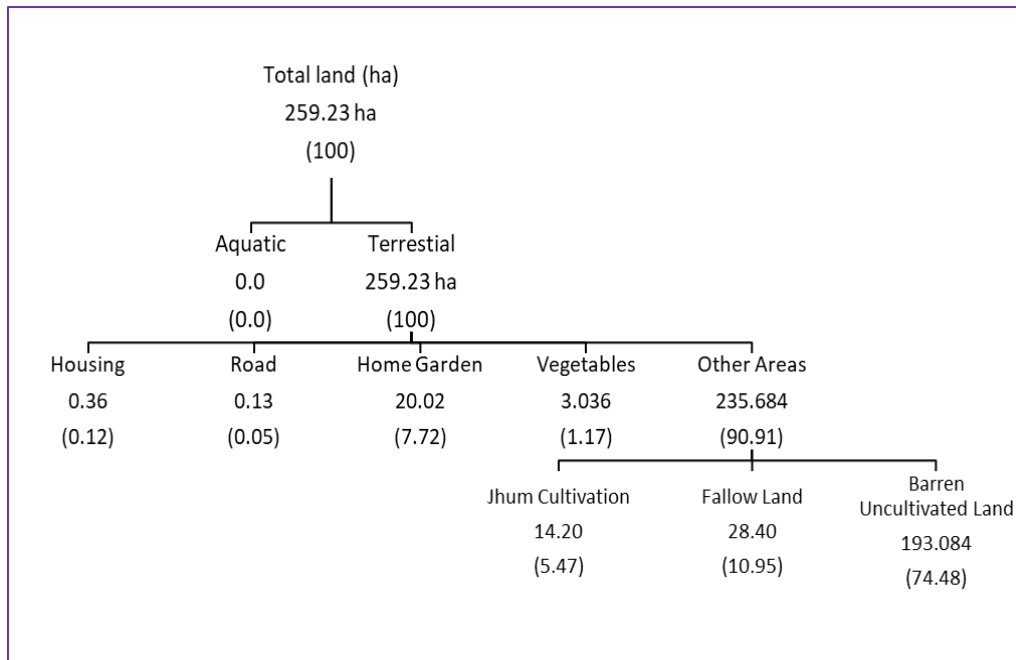 Total land (ha)
259.23 ha
(100)
Aquatic
0.0
(0.0)
Terrestial
259.23 ha
(100)
Housing
0.36
(0.12)
Road
0.13
(0.05)
Home Garden
20.02
(7.72)
Vegetables
3.036
(1.17)
Other Areas
235.684
(90.91)
Jhum Cultivation
14.20
(5.47)
Fallow Land
28.40
(10.95)
Barren
Uncultivated Land
193.084
(74.48)